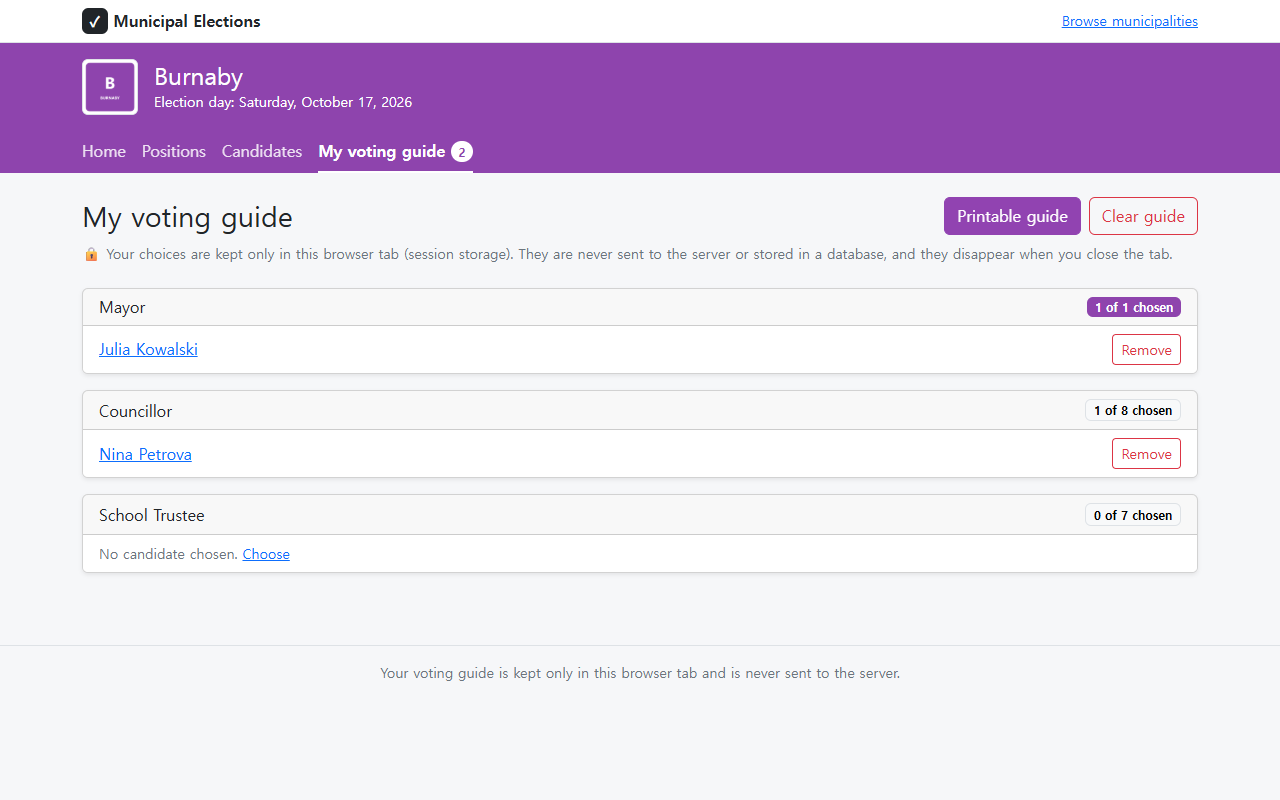 ✓ Municipal Elections
Browse municipalities
B
BURNABY
Burnaby
Election day: Saturday, October 17, 2026
Home Positions Candidates My voting guide 2
My voting guide
Printable guide Clear guide
🔒 Your choices are kept only in this browser tab (session storage). They are never sent to the server or stored in a database, and they disappear when you close the tab.
Mayor 1 of 1 chosen
Julia Kowalski Remove
Councillor 1 of 8 chosen
Nina Petrova Remove
School Trustee 0 of 7 chosen
No candidate chosen. Choose
Your voting guide is kept only in this browser tab and is never sent to the server.